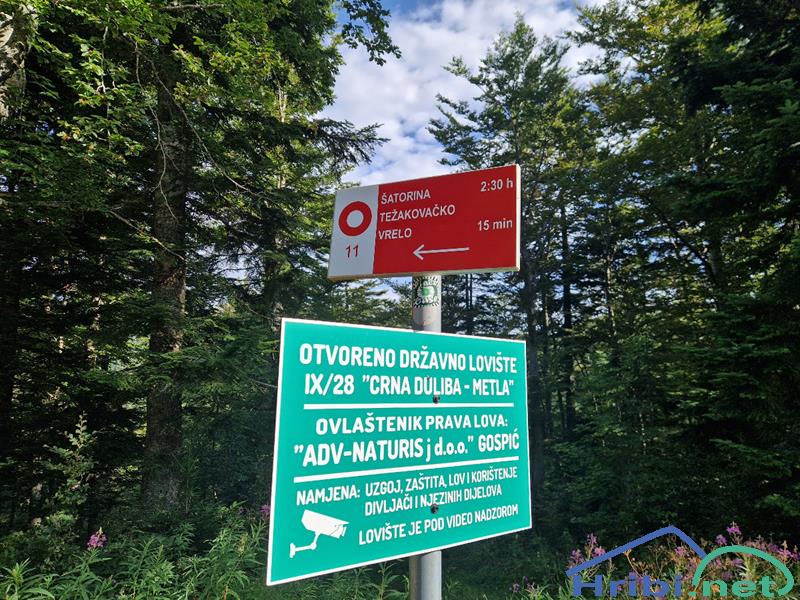 ŠATORINA 2:30 h
TEŽAKOVAČKO
VRELO 15 min
11
OTVORENO DRŽAVNO LOVIŠTE
IX/28 "CRNA DULIBA - METLA"
OVLAŠTENIK PRAVA LOVA:
"ADV-NATURIS j d.o.o." GOSPIĆ
NAMJENA: UZGOJ, ZAŠTITA, LOV I KORIŠTENJE
DIVLJAČI I NJEZINIH DIJELOVA
LOVIŠTE JE POD VIDEO NADZOROM
Hribi.net